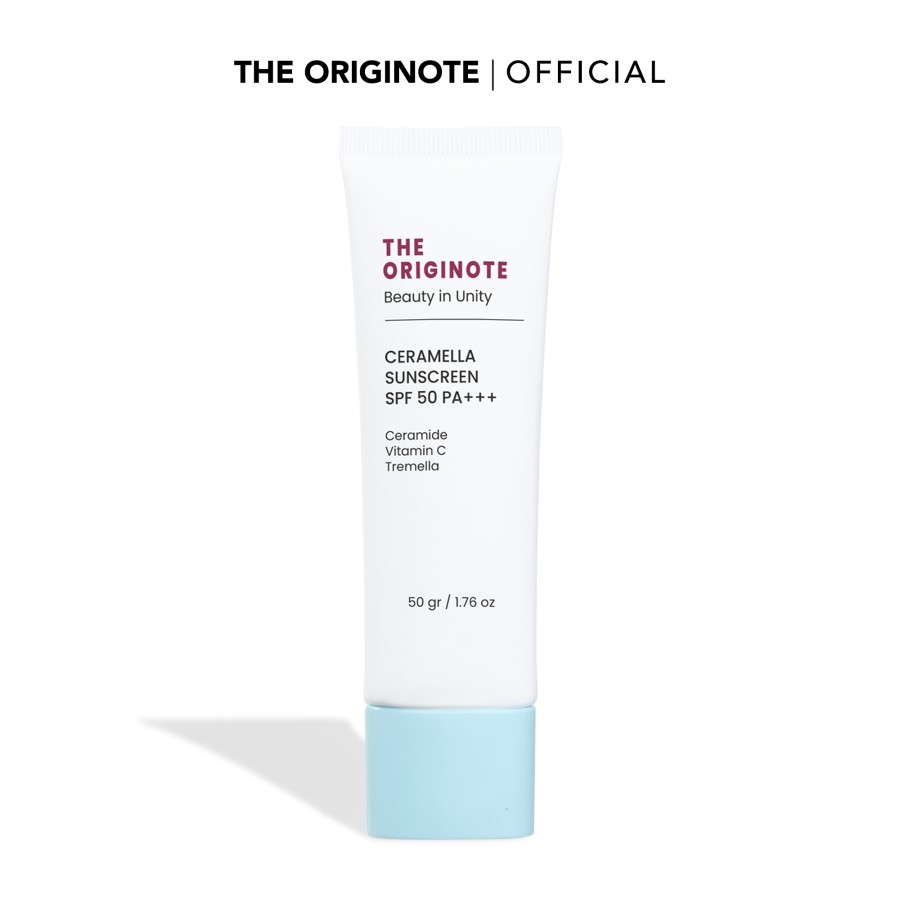 THE ORIGINOTE | OFFICIAL
THE
ORIGINOTE
Beauty in Unity
CERAMELLA
SUNSCREEN
SPF 50 PA+++
Ceramide
Vitamin C
Tremella
50 gr / 1.76 oz